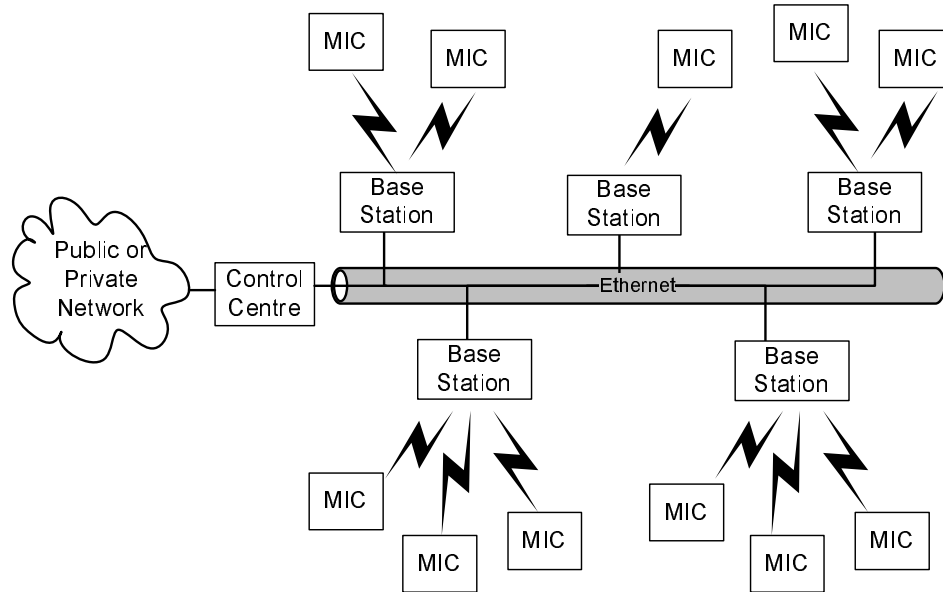 MIC
MIC
MIC
MIC
MIC
Base
Station
Base
Station
Base
Station
Public or
Private
Network
Control
Centre
Ethernet
Base
Station
Base
Station
MIC
MIC
MIC
MIC
MIC
MIC